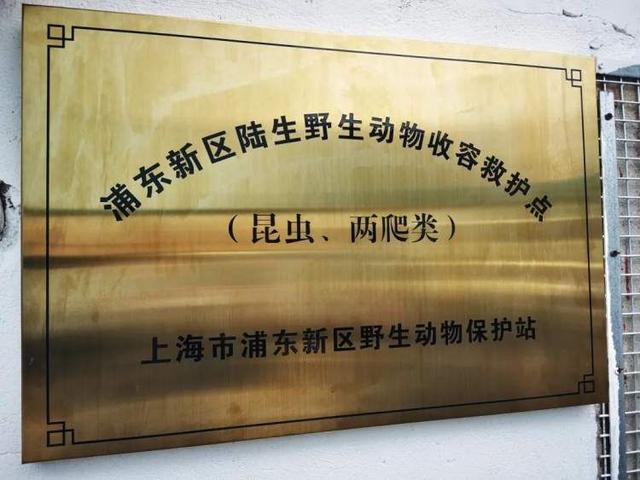 浦东新区陆生野生动物收容救护点
（昆虫、两爬类）
上海市浦东新区野生动物保护站